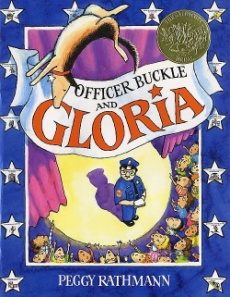 OFFICER BUCKLE
AND
GLORIA
PEGGY RATHMANN